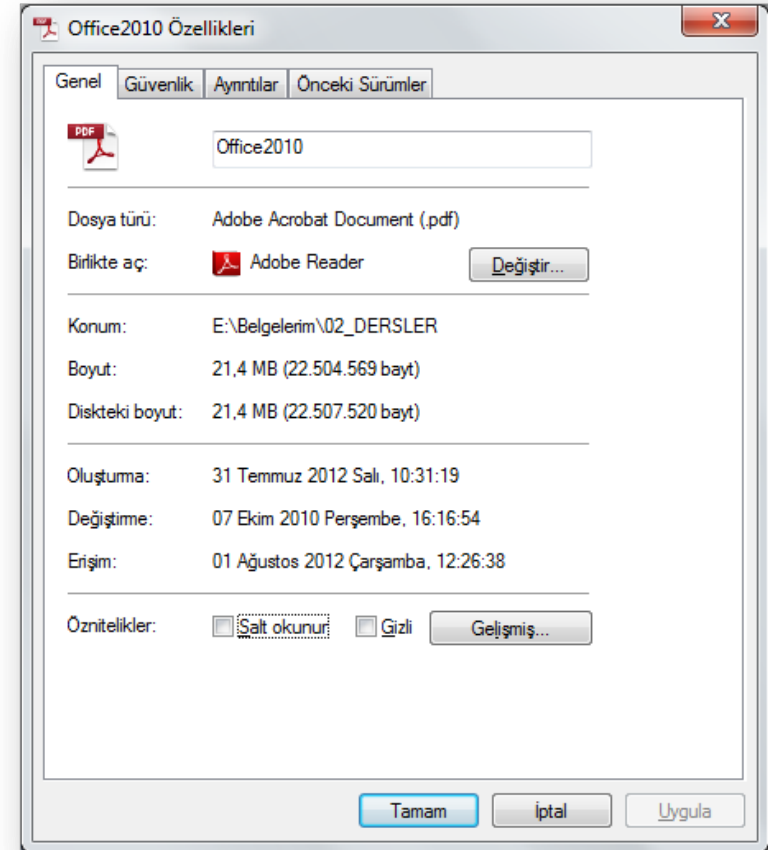 Office2010 Özellikleri
Genel Güvenlik Ayrıntılar Önceki Sürümler
PDF Office2010
Dosya türü: Adobe Acrobat Document (.pdf)
Birlikte aç: Adobe Reader Değiştir...
Konum: E:\Belgelerim\02_DERSLER
Boyut: 21,4 MB (22.504.569 bayt)
Diskteki boyut: 21,4 MB (22.507.520 bayt)
Oluşturma: 31 Temmuz 2012 Salı, 10:31:19
Değiştirme: 07 Ekim 2010 Perşembe, 16:16:54
Erişim: 01 Ağustos 2012 Çarşamba, 12:26:38
Öznitelikler: Salt okunur Gizli Gelişmiş...
Tamam İptal Uygula